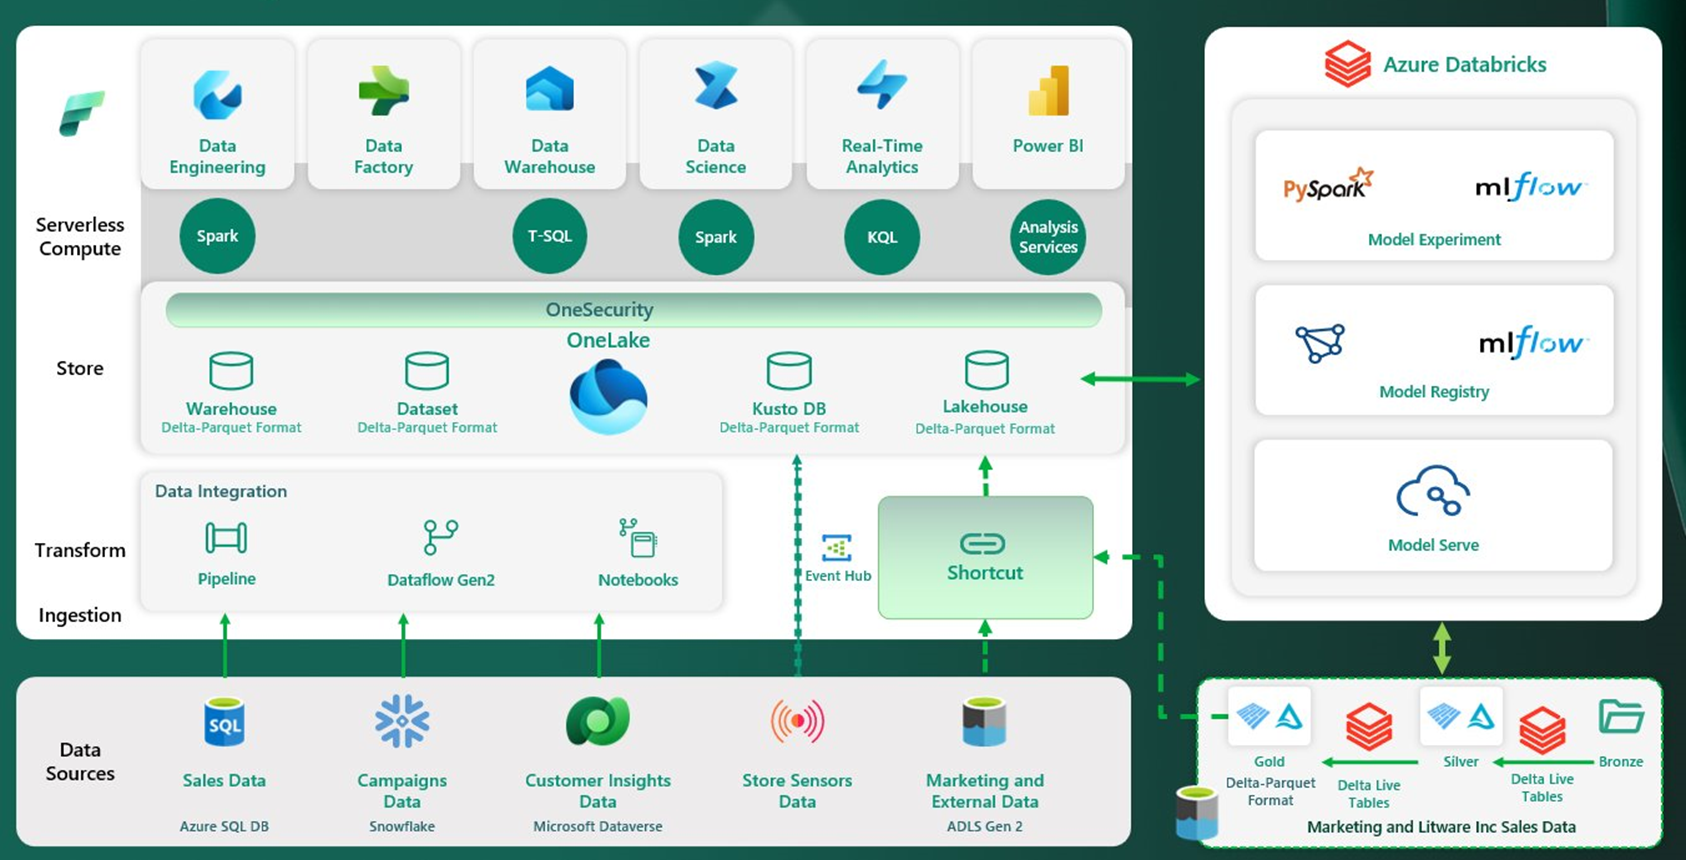 Data
Engineering
Data
Factory
Data
Warehouse
Data
Science
Real-Time
Analytics
Power BI
Serverless
Compute
Spark
T-SQL
Spark
KQL
Analysis
Services
Store
OneSecurity
OneLake
Warehouse
Delta-Parquet Format
Dataset
Delta-Parquet Format
Kusto DB
Delta-Parquet Format
Lakehouse
Delta-Parquet Format
Transform
Data Integration
Pipeline
Dataflow Gen2
Notebooks
Event Hub
Shortcut
Ingestion
Data
Sources
SQL
Sales Data
Azure SQL DB
Campaigns
Data
Snowflake
Customer Insights
Data
Microsoft Dataverse
Store Sensors
Data
Marketing and
External Data
ADLS Gen 2
Azure Databricks
PySpark
mlflow
Model Experiment
mlflow
Model Registry
Model Serve
Gold
Delta-Parquet
Format
Delta Live
Tables
Silver
Delta Live
Tables
Bronze
Marketing and Litware Inc Sales Data